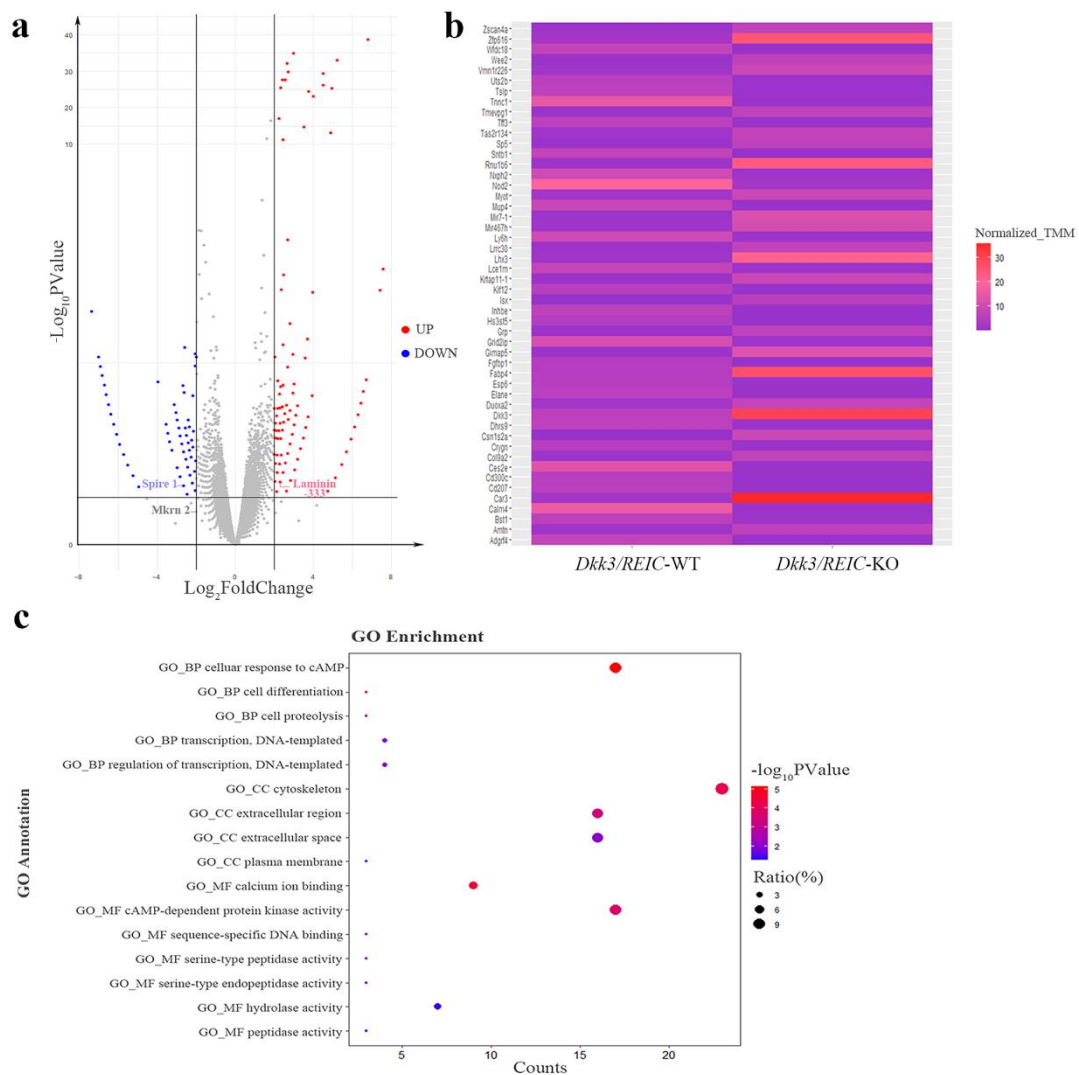 a
40
30
20
10
0
-8
-4
0
4
8
-Log10PValue
Log2FoldChange
UP
DOWN
Spire 1
Mkrn 2
Laminin
-333
b
Zscan4a
Zfp616
Wfdc18
Wee2
Vmn1r226
Uts2b
Tslp
Tnnc1
Tmevpg1
Tff3
Tas2r134
Sp5
Sntb1
Rnu1b6
Nxph2
Nod2
Myot
Mup4
Mir7-1
Mir467h
Ly6h
Lrrc30
Lhx3
Lce1m
Krtap11-1
Klf12
Isx
Inhbe
Hs3st5
Grp
Grid2ip
Gimap5
Fgfbp1
Fabp4
Esp6
Elane
Duoxa2
Dkk3
Dhrs9
Csn1s2a
Crygn
Col9a2
Ces2e
Cd300c
Cd207
Car3
Calm4
Bst1
Amtn
Adgrf4
Dkk3/REIC-WT
Dkk3/REIC-KO
Normalized_TMM
30
20
10
c
GO Enrichment
GO Annotation
GO_BP celluar response to cAMP
GO_BP cell differentiation
GO_BP cell proteolysis
GO_BP transcription, DNA-templated
GO_BP regulation of transcription, DNA-templated
GO_CC cytoskeleton
GO_CC extracellular region
GO_CC extracellular space
GO_CC plasma membrane
GO_MF calcium ion binding
GO_MF cAMP-dependent protein kinase activity
GO_MF sequence-specific DNA binding
GO_MF serine-type peptidase activity
GO_MF serine-type endopeptidase activity
GO_MF hydrolase activity
GO_MF peptidase activity
5
10
15
20
Counts
-log10PValue
5
4
3
2
Ratio(%)
3
6
9